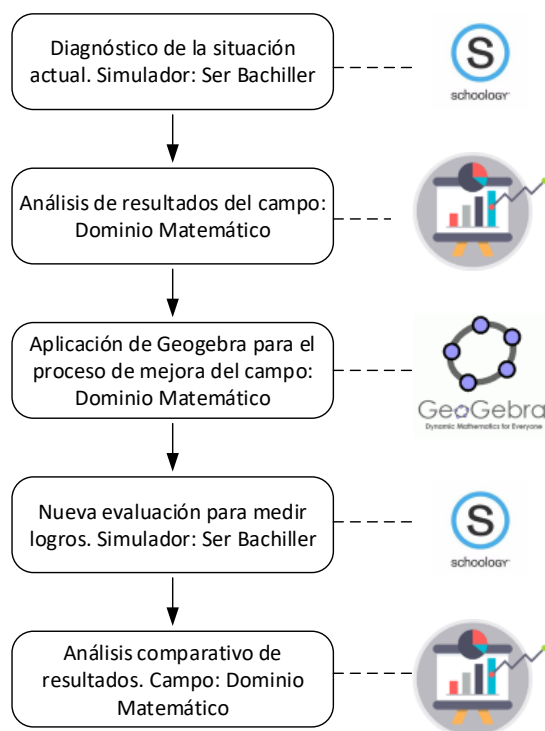 Diagnóstico de la situación
actual. Simulador: Ser Bachiller
S
schoology
Análisis de resultados del campo:
Dominio Matemático
Aplicación de Geogebra para el
proceso de mejora del campo:
Dominio Matemático
GeoGebra
Dynamic Mathematics for Everyone
Nueva evaluación para medir
logros. Simulador: Ser Bachiller
S
schoology
Análisis comparativo de
resultados. Campo: Dominio
Matemático